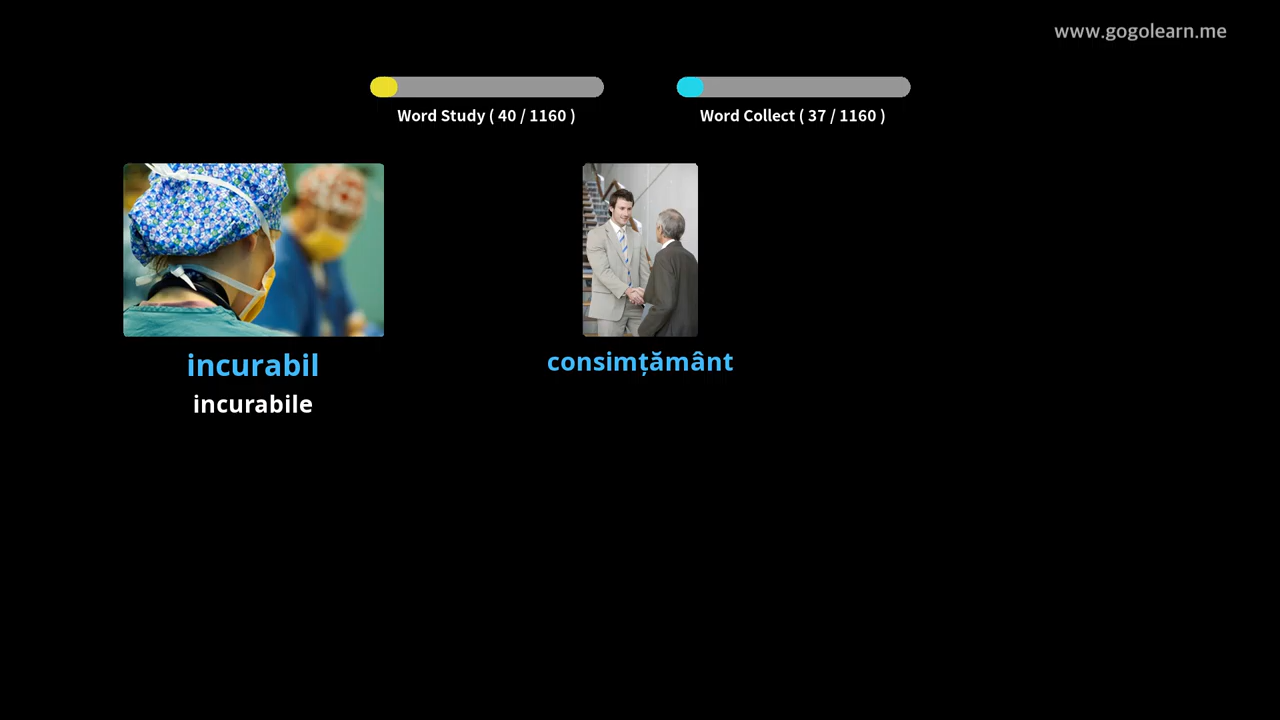 www.gogolearn.me
Word Study ( 40 / 1160 )
Word Collect ( 37 / 1160 )
incurabil
incurabile
consimțământ